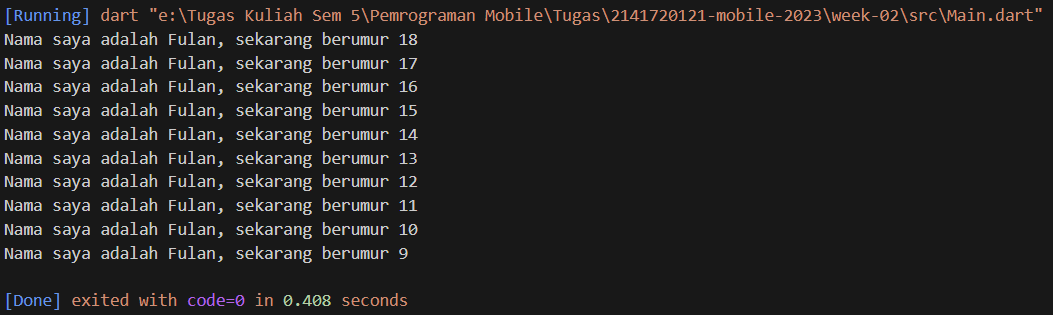 [Running] dart "e:\Tugas Kuliah Sem 5\Pemrograman Mobile\Tugas\2141720121-mobile-2023\week-02\src\Main.dart"
Nama saya adalah Fulan, sekarang berumur 18
Nama saya adalah Fulan, sekarang berumur 17
Nama saya adalah Fulan, sekarang berumur 16
Nama saya adalah Fulan, sekarang berumur 15
Nama saya adalah Fulan, sekarang berumur 14
Nama saya adalah Fulan, sekarang berumur 13
Nama saya adalah Fulan, sekarang berumur 12
Nama saya adalah Fulan, sekarang berumur 11
Nama saya adalah Fulan, sekarang berumur 10
Nama saya adalah Fulan, sekarang berumur 9
[Done] exited with code=0 in 0.408 seconds